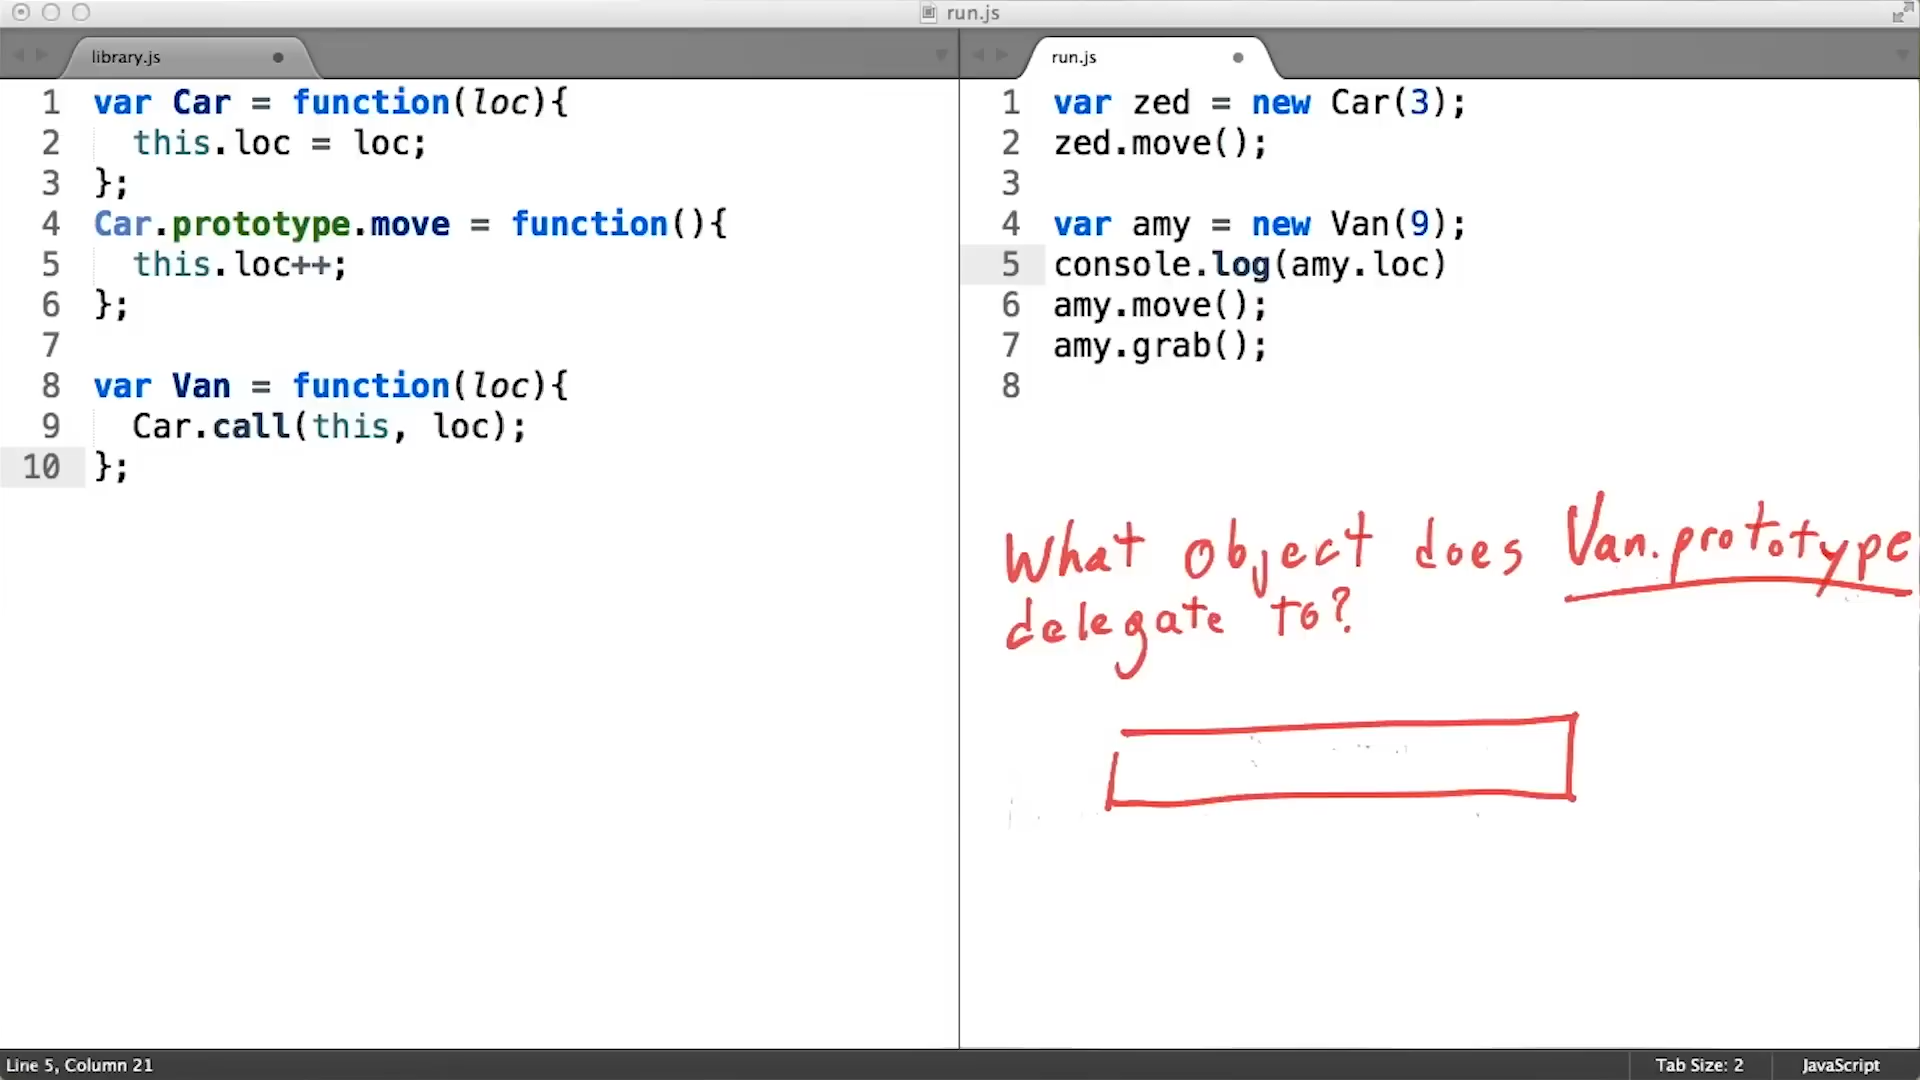 run.js
library.js
run.js
1 var Car = function(loc){
2 this.loc = loc;
3 };
4 Car.prototype.move = function(){
5 this.loc++;
6 };
7
8 var Van = function(loc){
9 Car.call(this, loc);
10 };
1 var zed = new Car(3);
2 zed.move();
3
4 var amy = new Van(9);
5 console.log(amy.loc)
6 amy.move();
7 amy.grab();
8
What object does Van.prototype
delegate to?
Line 5, Column 21
Tab Size: 2
JavaScript